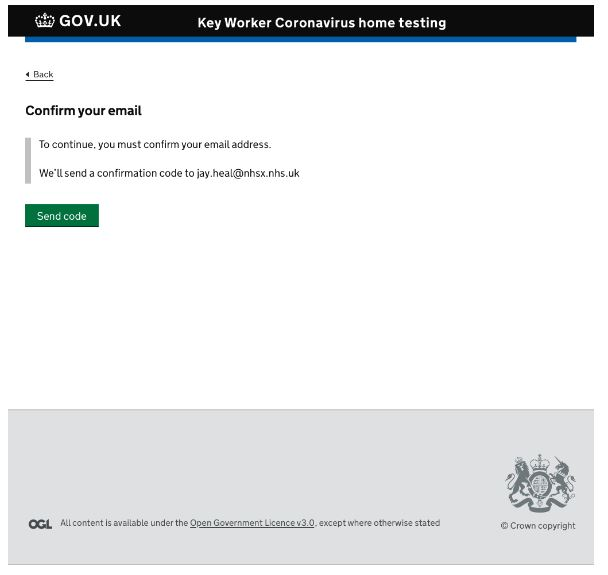 GOV.UK
Key Worker Coronavirus home testing
Back
Confirm your email
To continue, you must confirm your email address.
We'll send a confirmation code to jay.heal@nhsx.nhs.uk
Send code
OGL All content is available under the Open Government Licence v3.0, except where otherwise stated
© Crown copyright